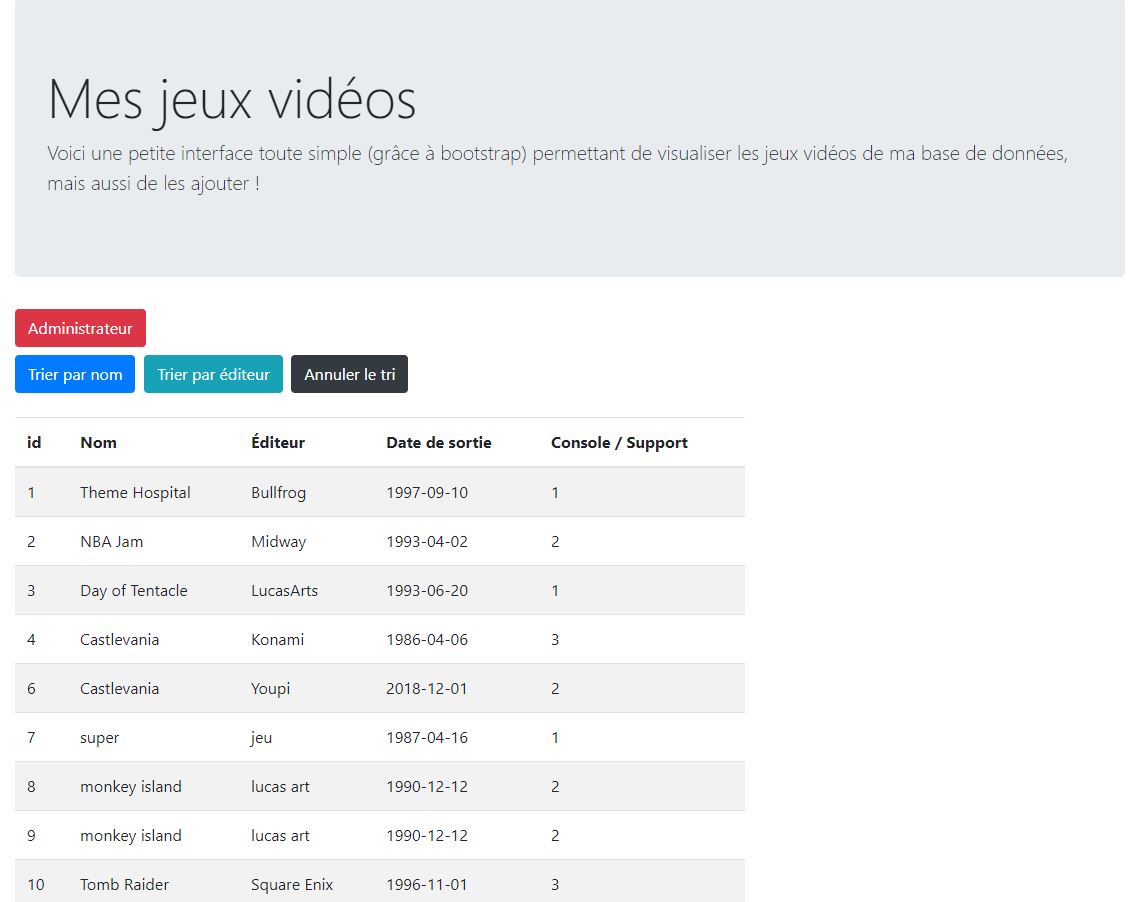 Mes jeux vidéos
Voici une petite interface toute simple (grâce à bootstrap) permettant de visualiser les jeux vidéos de ma base de données,
mais aussi de les ajouter !
Administrateur
Trier par nom Trier par éditeur Annuler le tri
id Nom Éditeur Date de sortie Console / Support
1 Theme Hospital Bullfrog 1997-09-10 1
2 NBA Jam Midway 1993-04-02 2
3 Day of Tentacle LucasArts 1993-06-20 1
4 Castlevania Konami 1986-04-06 3
6 Castlevania Youpi 2018-12-01 2
7 super jeu 1987-04-16 1
8 monkey island lucas art 1990-12-12 2
9 monkey island lucas art 1990-12-12 2
10 Tomb Raider Square Enix 1996-11-01 3